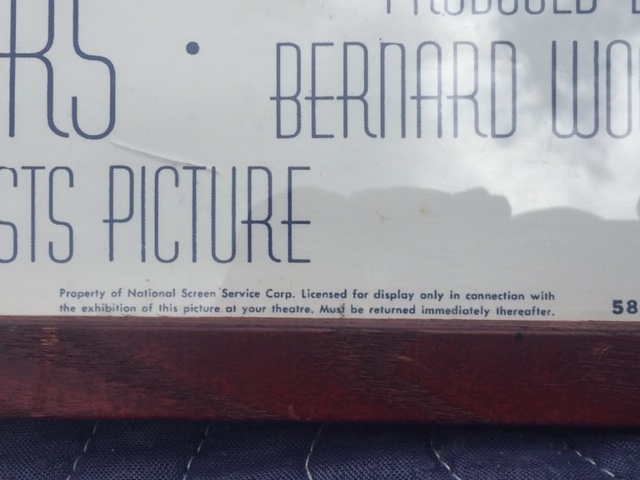 PRODUCED
RS • BERNARD WO
STS PICTURE
Property of National Screen Service Corp. Licensed for display only in connection with
the exhibition of this picture at your theatre. Must be returned immediately thereafter.
58